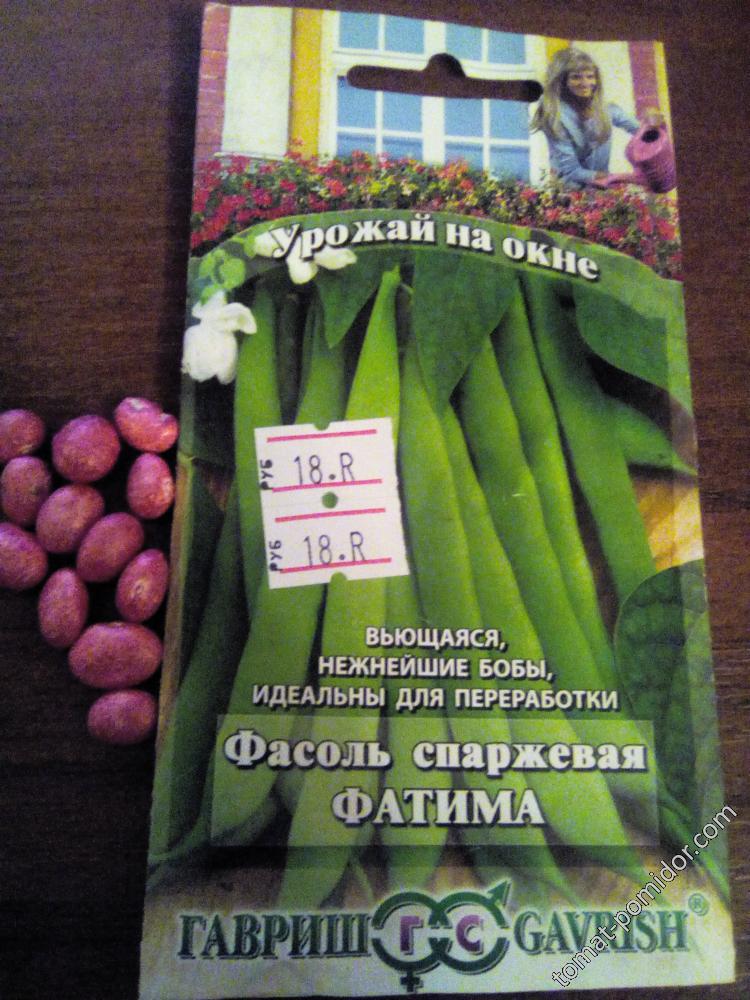 Урожай на окне
РУБ 18.R
РУБ 18.R
ВЬЮЩАЯСЯ,
НЕЖНЕЙШИЕ БОБЫ,
ИДЕАЛЬНЫ ДЛЯ ПЕРЕРАБОТКИ
Фасоль спаржевая
ФАТИМА
ГАВРИШ ГС GAVRISH®
tomat-pomidor.com